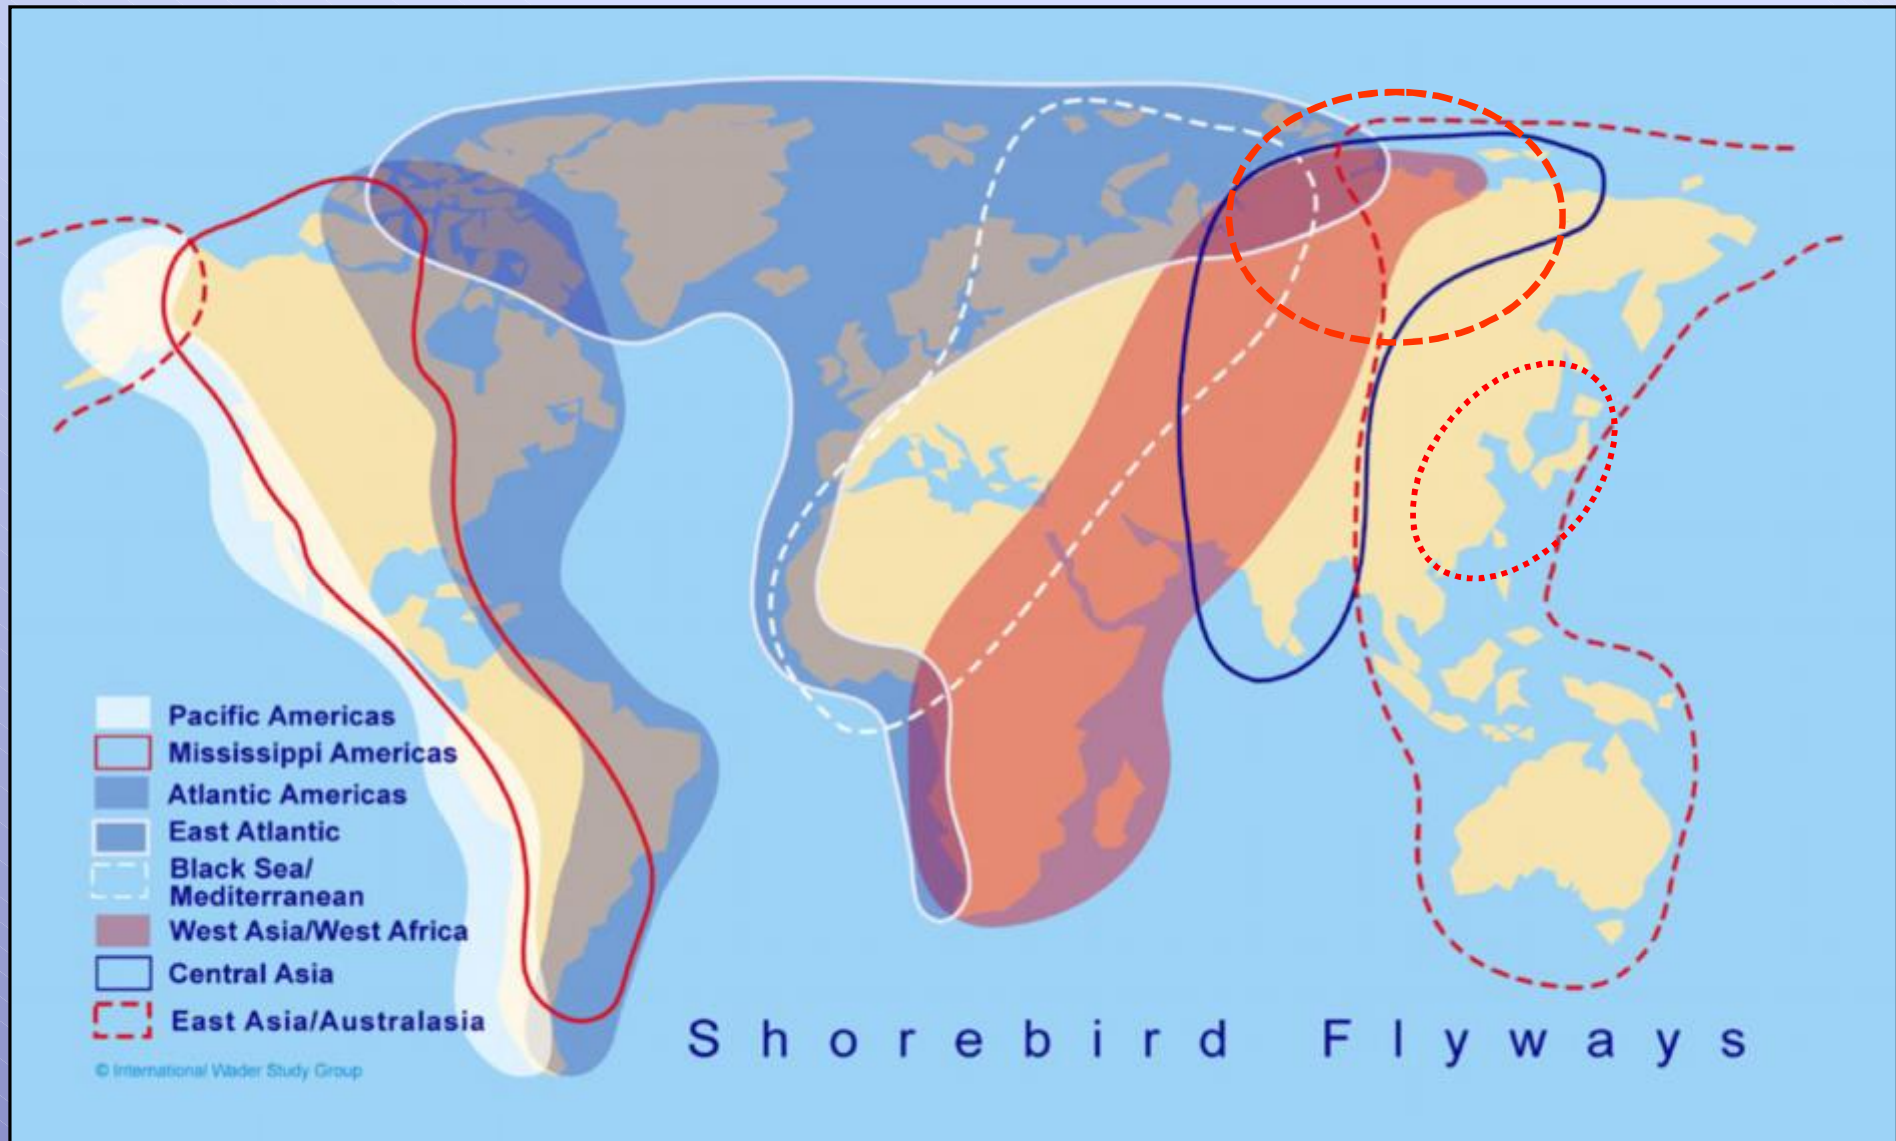 Pacific Americas
Mississippi Americas
Atlantic Americas
East Atlantic
Black Sea/
Mediterranean
West Asia/West Africa
Central Asia
East Asia/Australasia
© International Wader Study Group
Shorebird Flyways